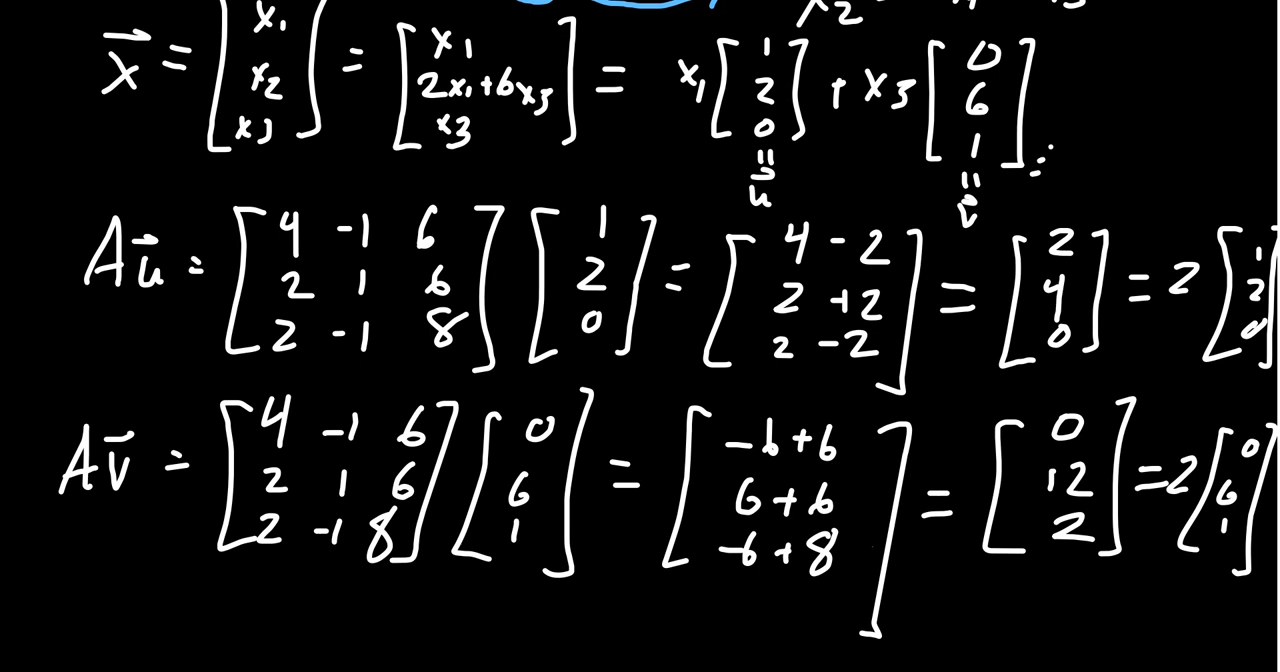 x⃗ = [x₁ x₂ x₃] = [x₁ 2x₁+6x₃ x₃] = x₁ [1 2 0] + x₃ [0 6 1]
= u⃗ = v⃗
Au⃗ = [4 -1 6; 2 1 6; 2 -1 8] [1 2 0] = [4-2 2+2 2-2] = [2 4 0] = 2 [1 2 0]
Av⃗ = [4 -1 6; 2 1 6; 2 -1 8] [0 6 1] = [-6+6 6+6 -6+8] = [0 12 2] = 2 [0 6 1]